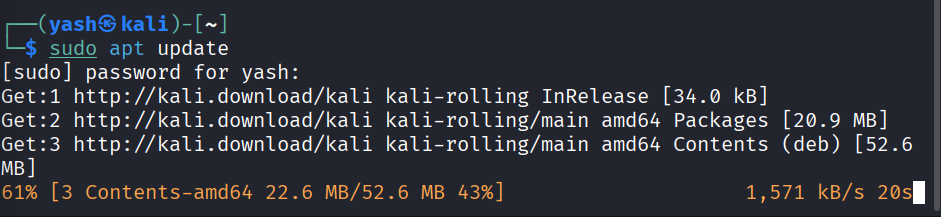 ┌──(yash㉿kali)-[~]
└─$ sudo apt update
[sudo] password for yash:
Get:1 http://kali.download/kali kali-rolling InRelease [34.0 kB]
Get:2 http://kali.download/kali kali-rolling/main amd64 Packages [20.9 MB]
Get:3 http://kali.download/kali kali-rolling/main amd64 Contents (deb) [52.6
MB]
61% [3 Contents-amd64 22.6 MB/52.6 MB 43%] 1,571 kB/s 20s